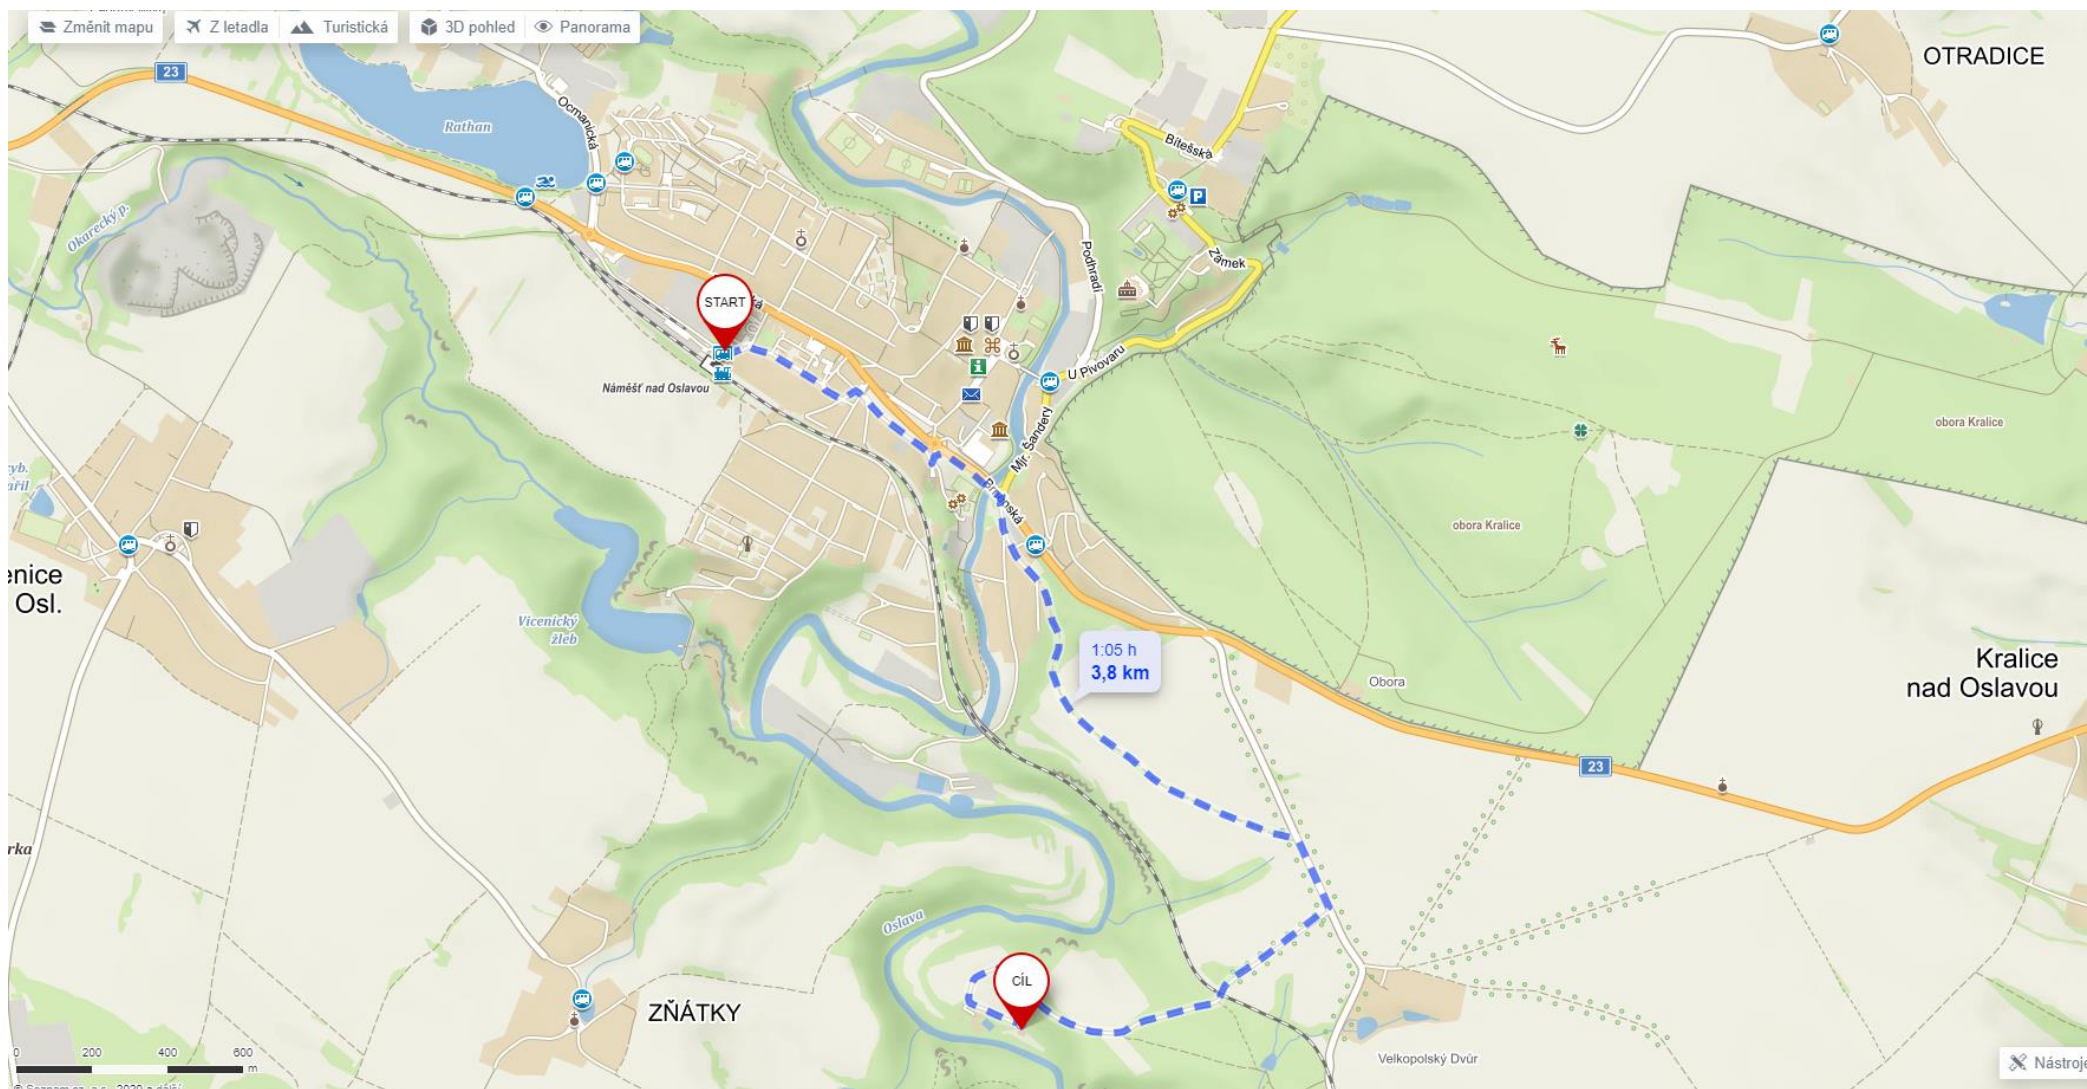 Změnit mapu
Z letadla
Turistická
3D pohled
Panorama
23
Rathan
Ocmanická
Okarecký p.
Bítešská
OTRADICE
Zámek
Podhradí
START
Náměšť nad Oslavou
U Pivovaru
Mjr. Šandery
obora Kralice
Brněnská
obora Kralice
enice
Osl.
Vicenický
žleb
1:05 h
3,8 km
Obora
Kralice
nad Oslavou
23
rka
Oslava
CÍL
ZŇÁTKY
Velkopolský Dvůr
0 200 400 600
m
Nástroje